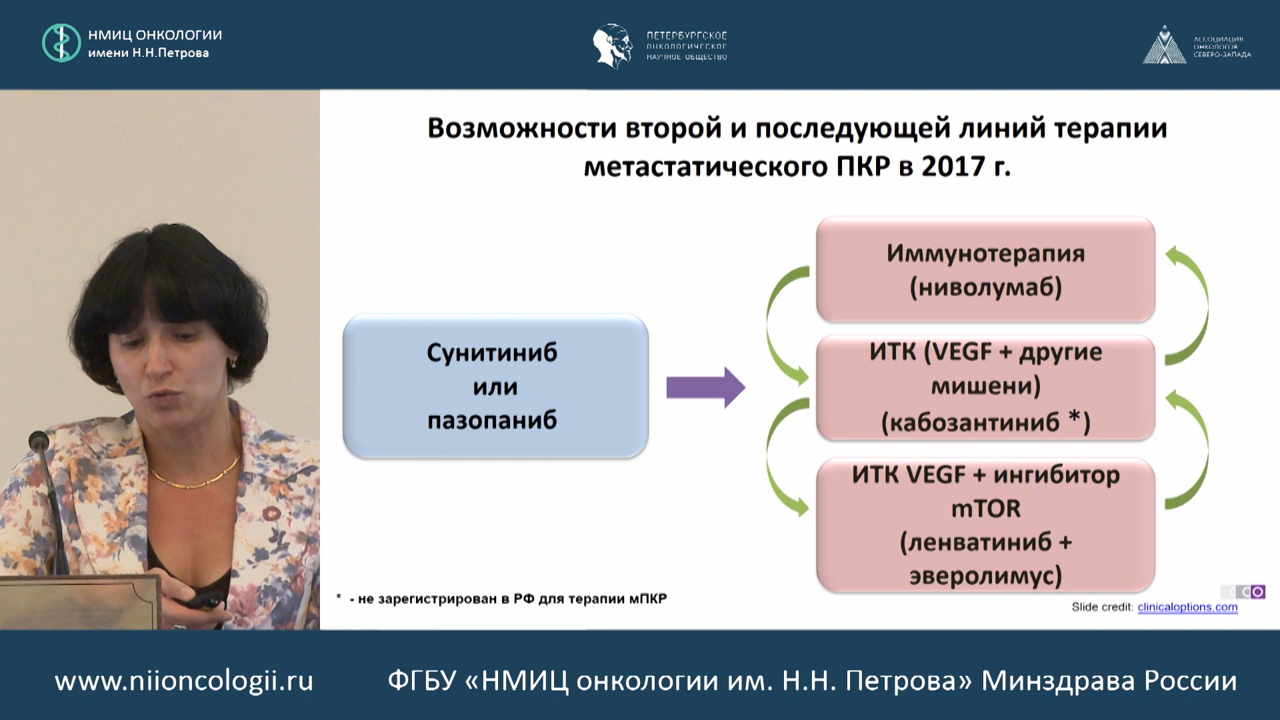 НМИЦ ОНКОЛОГИИ
имени Н.Н.Петрова
ПЕТЕРБУРГСКОЕ
ОНКОЛОГИЧЕСКОЕ
НАУЧНОЕ ОБЩЕСТВО
АССОЦИАЦИЯ
ОНКОЛОГОВ
СЕВЕРО-ЗАПАДА
Возможности второй и последующей линий терапии
метастатического ПКР в 2017 г.
Сунитиниб
или
пазопаниб
Иммунотерапия
(ниволумаб)
ИТК (VEGF + другие
мишени)
(кабозантиниб *)
ИТК VEGF + ингибитор
mTOR
(ленватиниб +
эверолимус)
* - не зарегистрирован в РФ для терапии мПКР
CCO
Slide credit: clinicaloptions.com
www.niioncologii.ru
ФГБУ «НМИЦ онкологии им. Н.Н. Петрова» Минздрава России